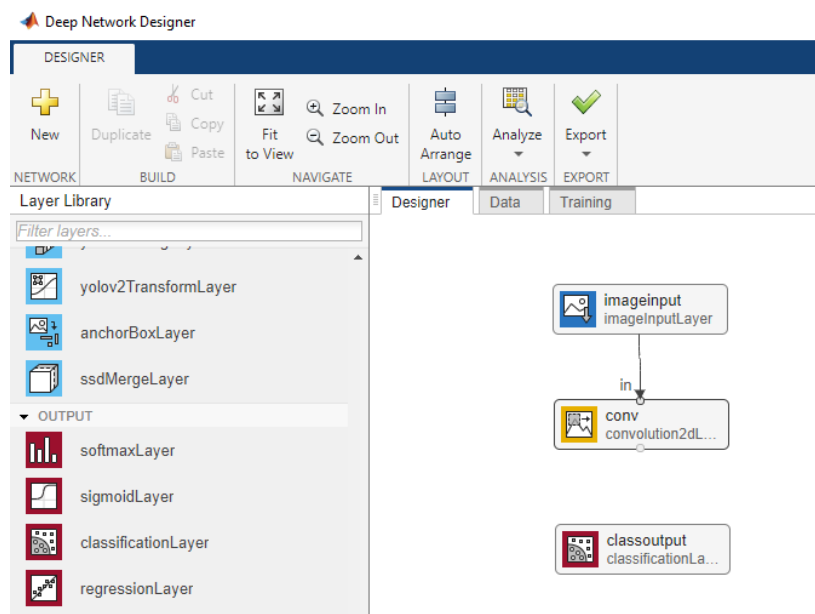 Deep Network Designer
DESIGNER
New
Duplicate
Cut
Copy
Paste
Fit
to View
Zoom In
Zoom Out
Auto
Arrange
Analyze
Export
NETWORK
BUILD
NAVIGATE
LAYOUT
ANALYSIS
EXPORT
Layer Library
Filter layers...
yolov2TransformLayer
anchorBoxLayer
ssdMergeLayer
OUTPUT
softmaxLayer
sigmoidLayer
classificationLayer
regressionLayer
Designer
Data
Training
imageinput
imageInputLayer
in
conv
convolution2dL...
classoutput
classificationLa...